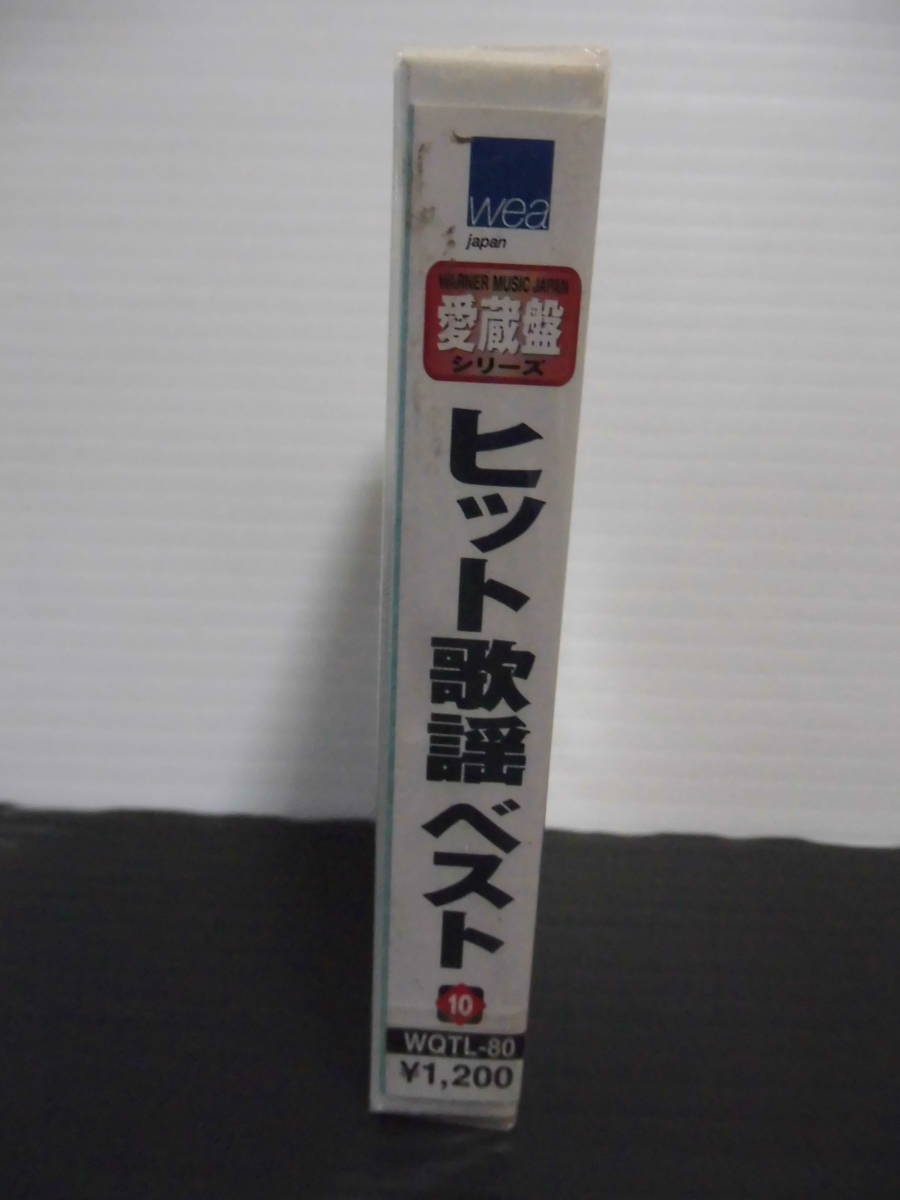 wea
japan
WARNER MUSIC JAPAN
愛蔵盤
シリーズ
ヒット歌謡 ベスト
10
WQTL-80
¥1,200